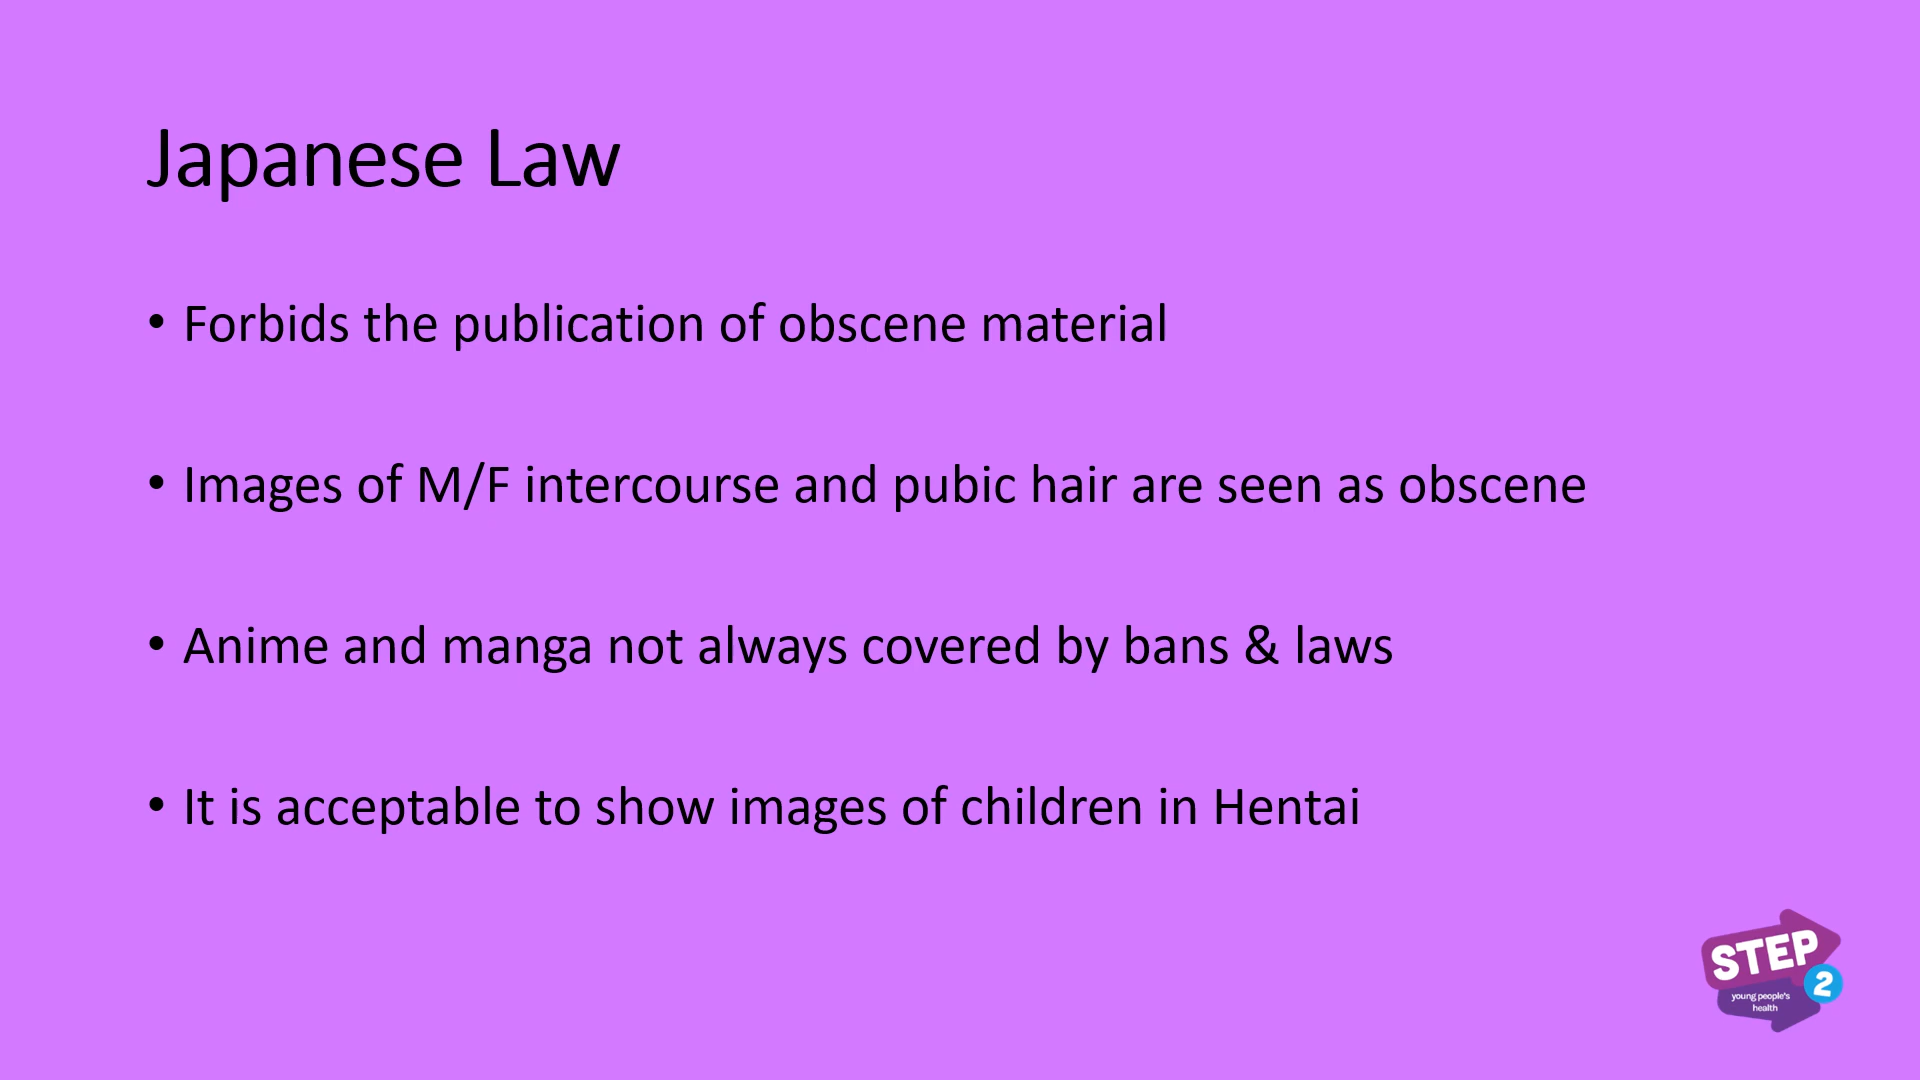 Japanese Law
• Forbids the publication of obscene material
• Images of M/F intercourse and pubic hair are seen as obscene
• Anime and manga not always covered by bans & laws
• It is acceptable to show images of children in Hentai
STEP
2
young people's
health